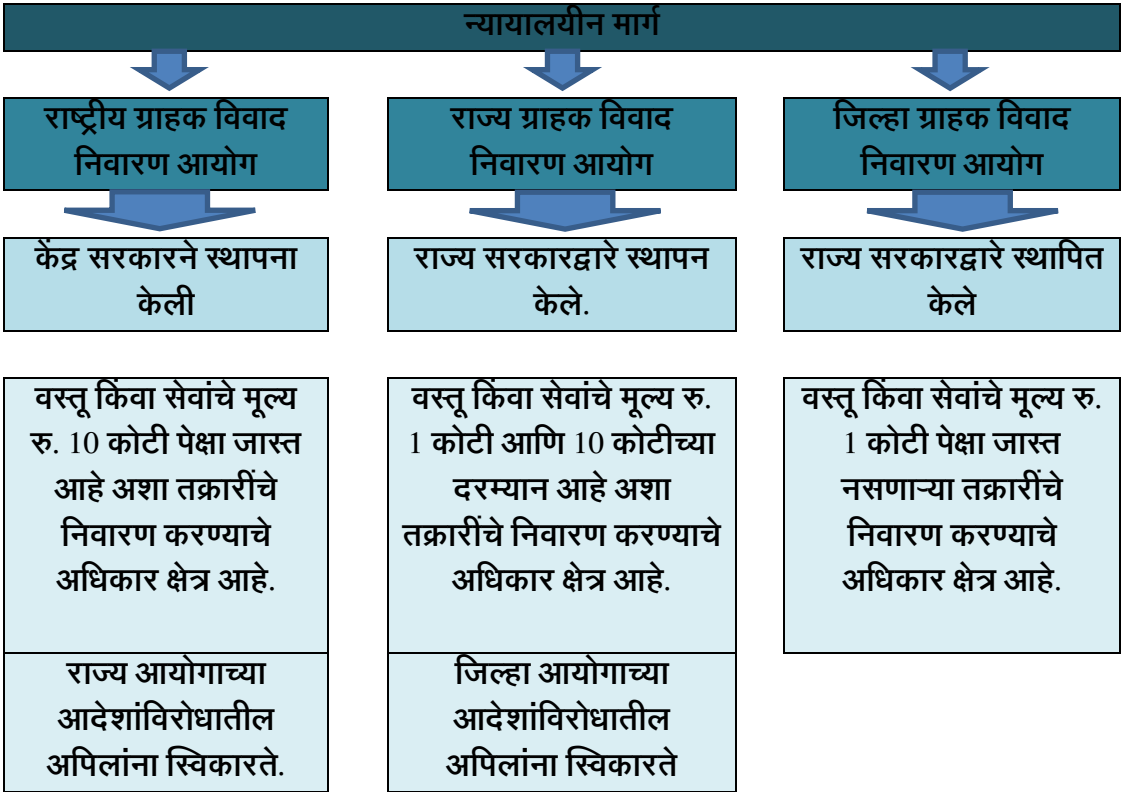 न्यायालयीन मार्ग
राष्ट्रीय ग्राहक विवाद
निवारण आयोग
राज्य ग्राहक विवाद
निवारण आयोग
जिल्हा ग्राहक विवाद
निवारण आयोग
केंद्र सरकारने स्थापना
केली
राज्य सरकारद्वारे स्थापन
केले.
राज्य सरकारद्वारे स्थापित
केले
वस्तू किंवा सेवांचे मूल्य
रु. 10 कोटी पेक्षा जास्त
आहे अशा तक्रारींचे
निवारण करण्याचे
अधिकार क्षेत्र आहे.
वस्तू किंवा सेवांचे मूल्य रु.
1 कोटी आणि 10 कोटीच्या
दरम्यान आहे अशा
तक्रारींचे निवारण करण्याचे
अधिकार क्षेत्र आहे.
वस्तू किंवा सेवांचे मूल्य रु.
1 कोटी पेक्षा जास्त
नसणाऱ्या तक्रारींचे
निवारण करण्याचे
अधिकार क्षेत्र आहे.
राज्य आयोगाच्या
आदेशांविरोधातील
अपिलांना स्विकारते.
जिल्हा आयोगाच्या
आदेशांविरोधातील
अपिलांना स्विकारते